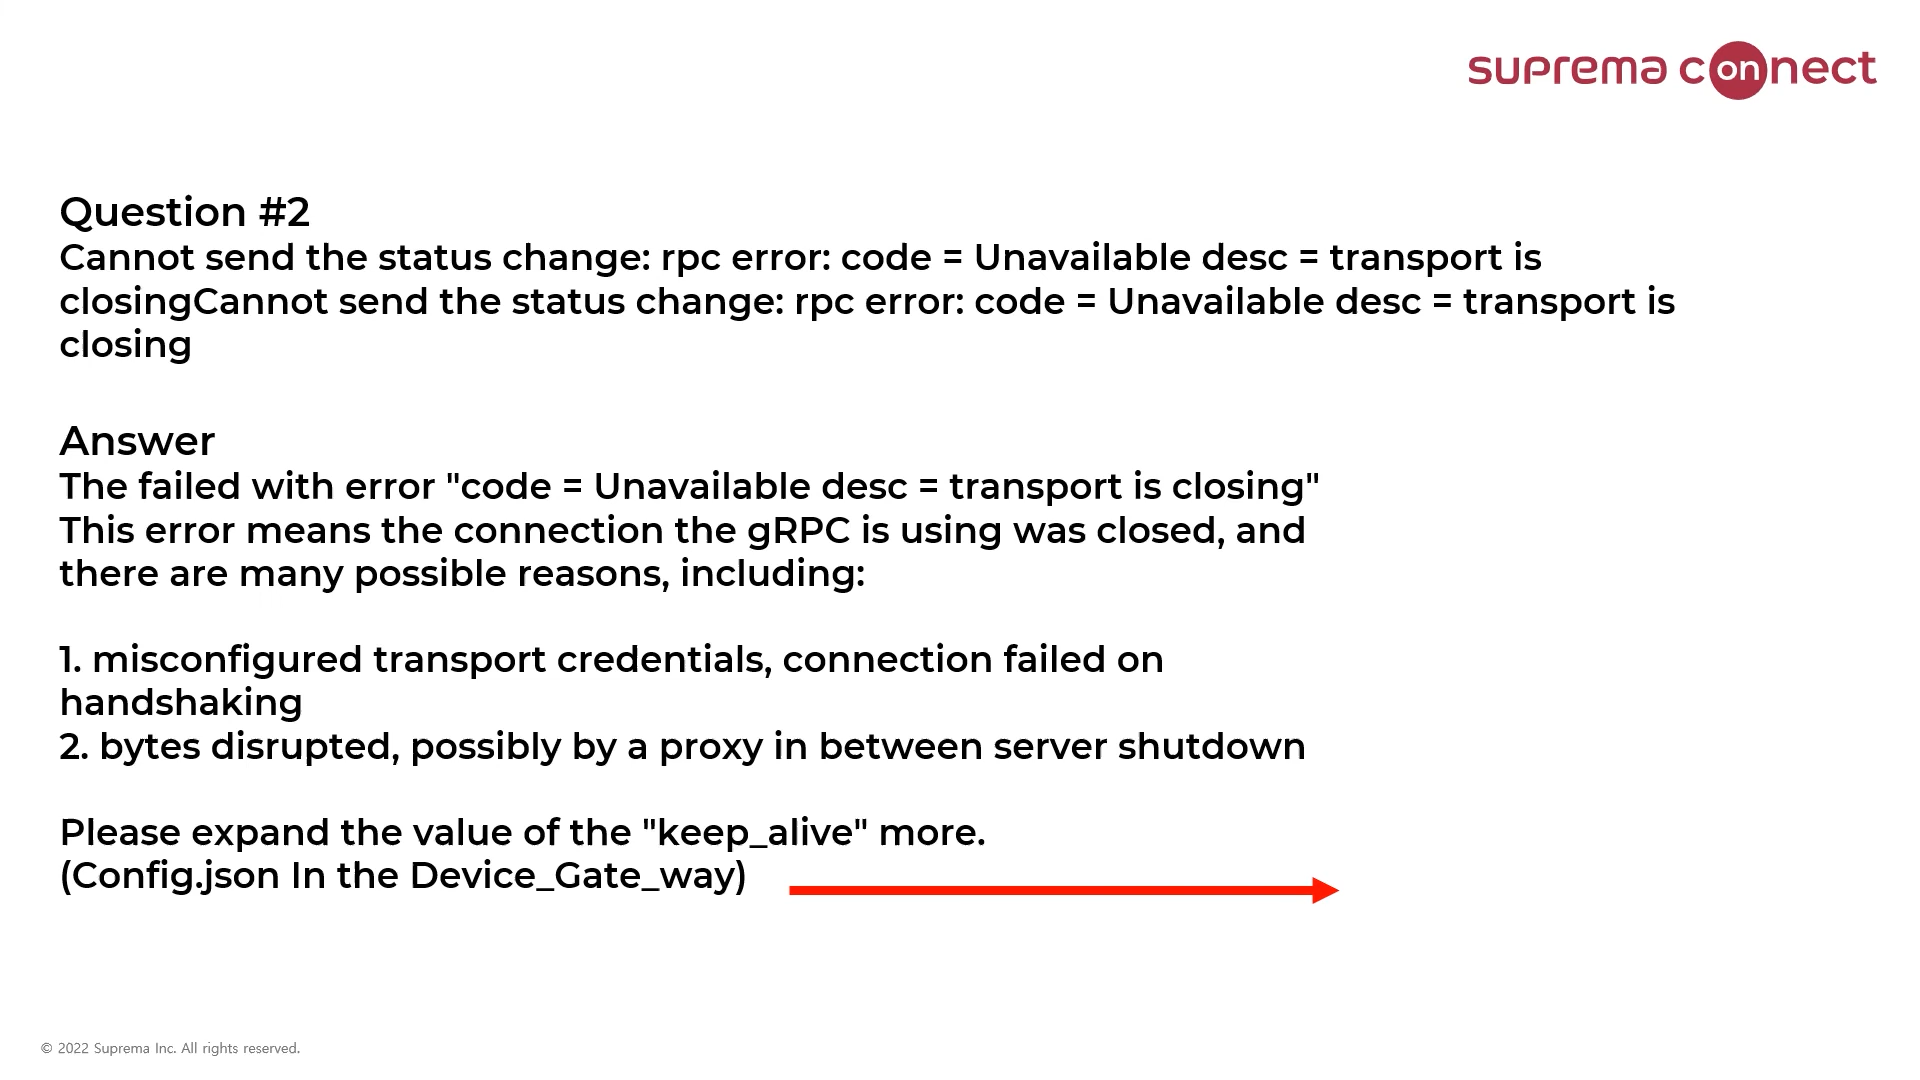 suprema connect
Question #2
Cannot send the status change: rpc error: code = Unavailable desc = transport is
closingCannot send the status change: rpc error: code = Unavailable desc = transport is
closing
Answer
The failed with error "code = Unavailable desc = transport is closing"
This error means the connection the gRPC is using was closed, and
there are many possible reasons, including:
1. misconfigured transport credentials, connection failed on
handshaking
2. bytes disrupted, possibly by a proxy in between server shutdown
Please expand the value of the "keep_alive" more.
(Config.json In the Device_Gate_way)
© 2022 Suprema Inc. All rights reserved.